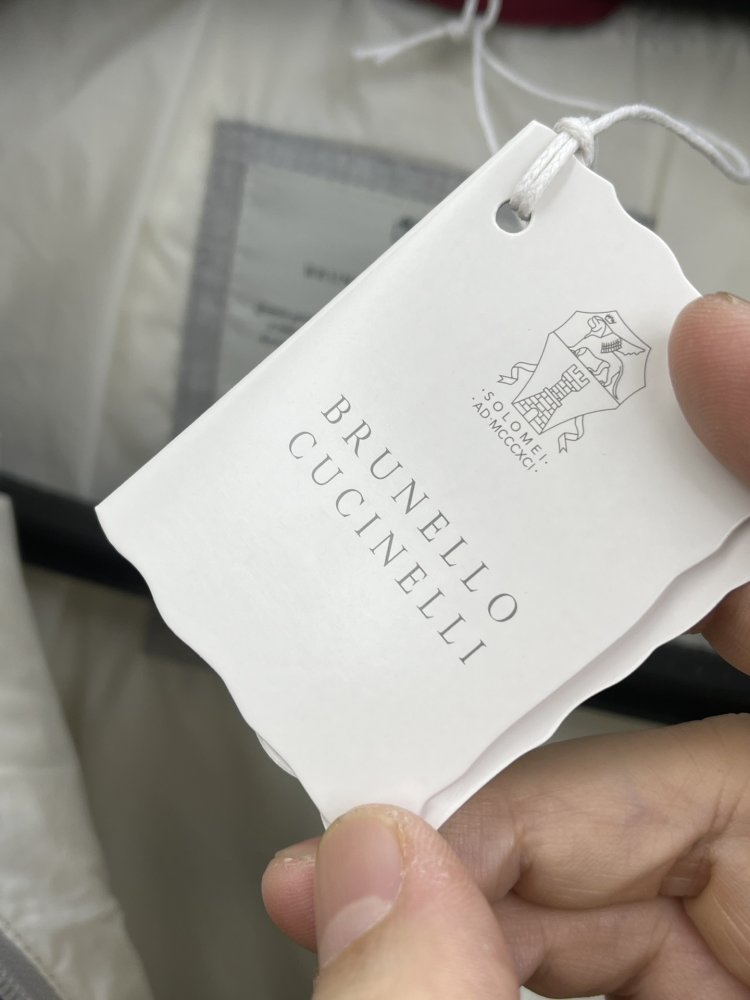 ·SOLOMEI·
·AD·MCCCXCI·
BRUNELLO
CUCINELLI